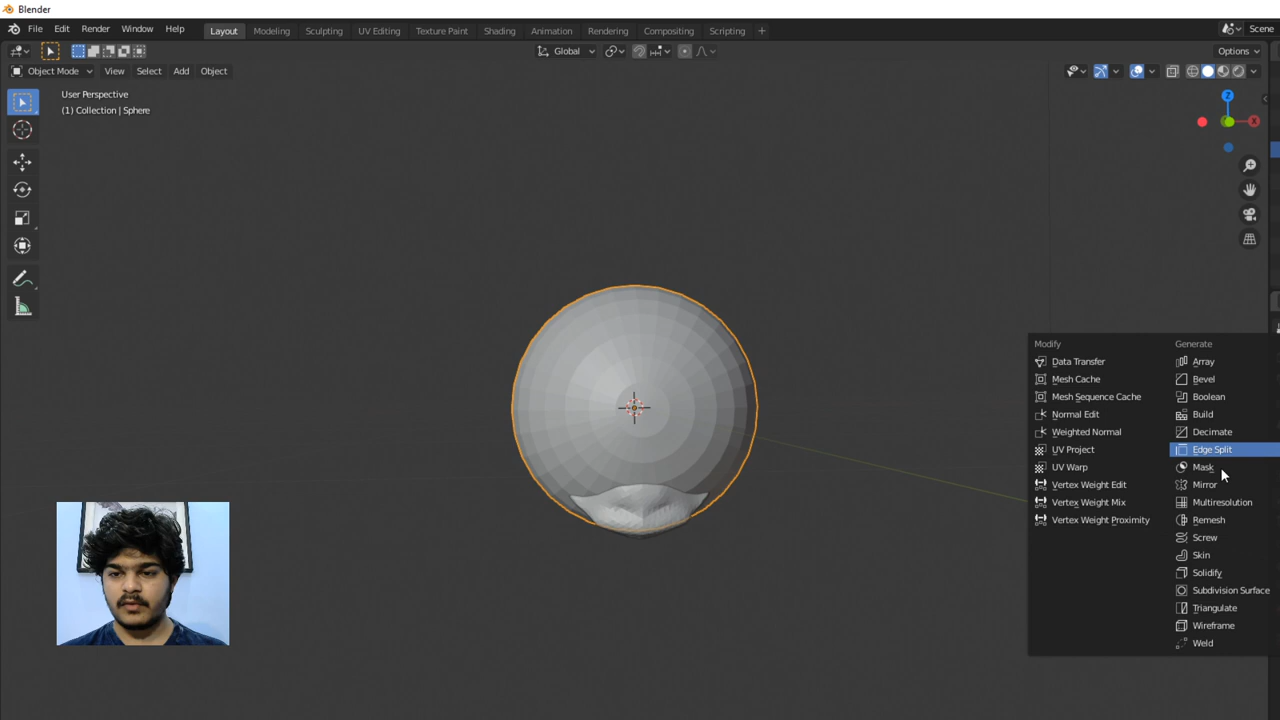 Blender
File Edit Render Window Help Layout Modeling Sculpting UV Editing Texture Paint Shading Animation Rendering Compositing Scripting + Scene
Global Options
Object Mode View Select Add Object
User Perspective
(1) Collection | Sphere
Z
X
Modify Generate
Data Transfer Array
Mesh Cache Bevel
Mesh Sequence Cache Boolean
Normal Edit Build
Weighted Normal Decimate
UV Project Edge Split
UV Warp Mask
Vertex Weight Edit Mirror
Vertex Weight Mix Multiresolution
Vertex Weight Proximity Remesh
Screw
Skin
Solidify
Subdivision Surface
Triangulate
Wireframe
Weld